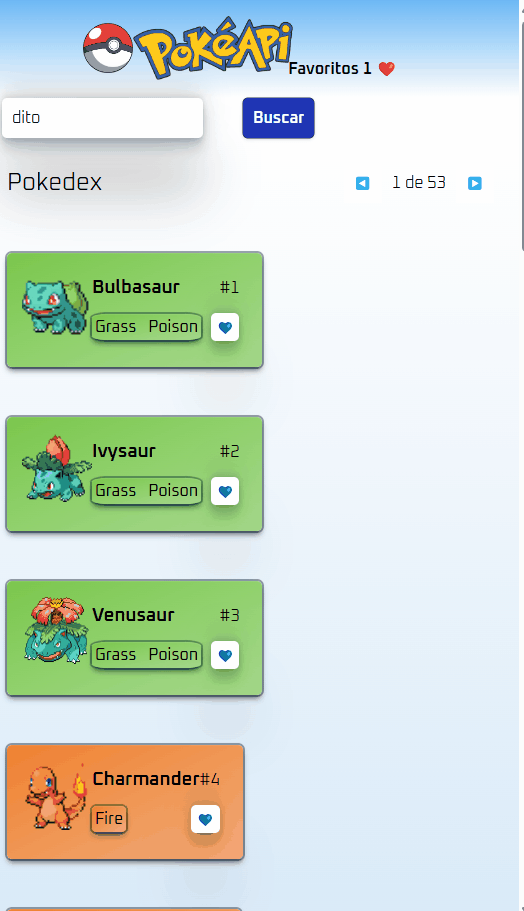 PokéApi
Favoritos 1
dito
Buscar
Pokedex
1 de 53
Bulbasaur #1
Grass Poison
Ivysaur #2
Grass Poison
Venusaur #3
Grass Poison
Charmander#4
Fire